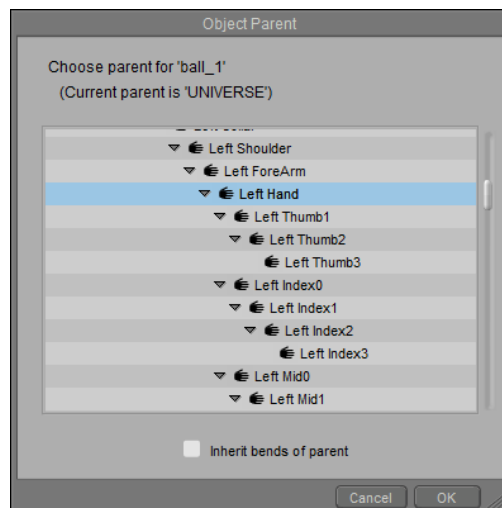 Object Parent
Choose parent for 'ball_1'
(Current parent is 'UNIVERSE')
Left Shoulder
Left ForeArm
Left Hand
Left Thumb1
Left Thumb2
Left Thumb3
Left Index0
Left Index1
Left Index2
Left Index3
Left Mid0
Left Mid1
Inherit bends of parent
Cancel OK